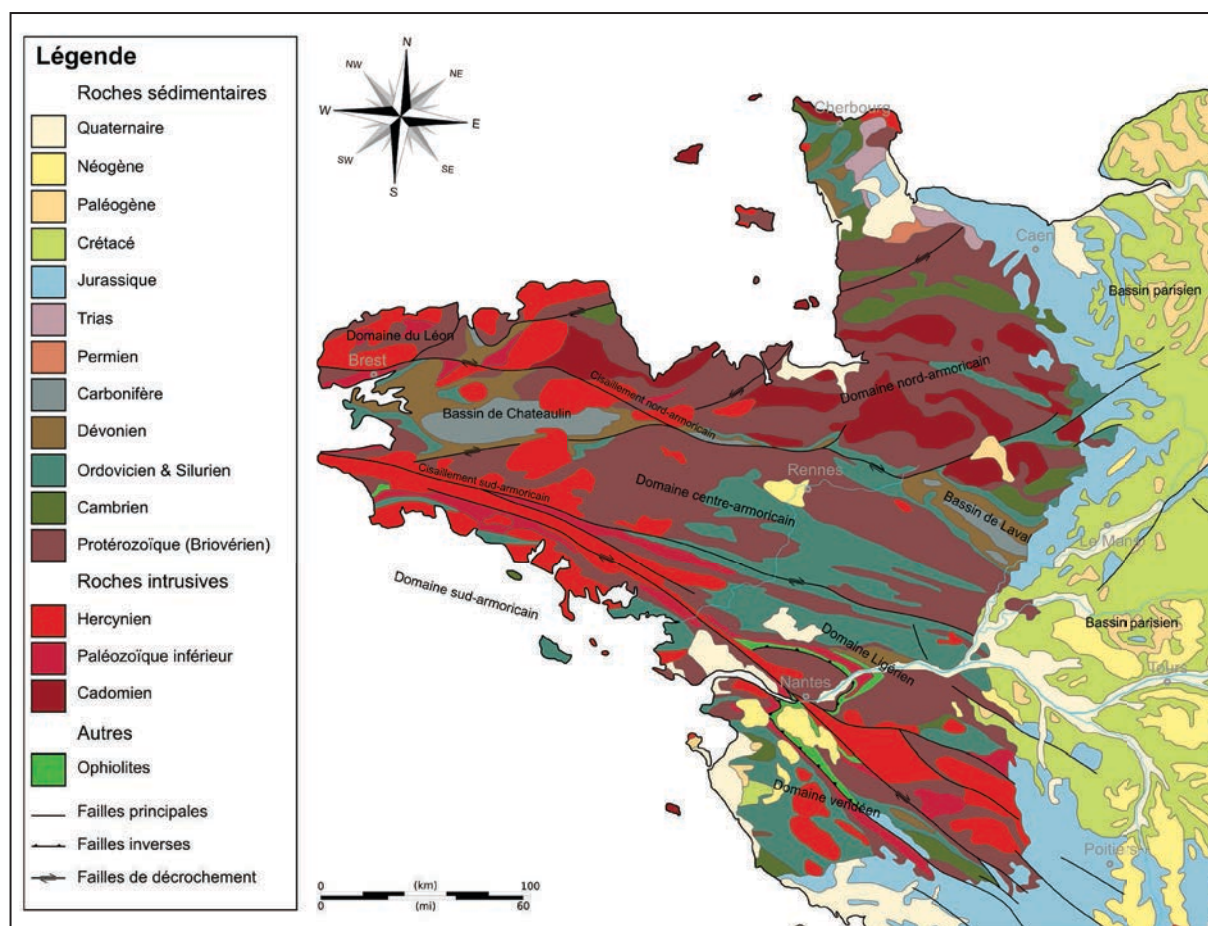 Légende
Roches sédimentaires
Quaternaire
Néogène
Paléogène
Crétacé
Jurassique
Trias
Permien
Carbonifère
Dévonien
Ordovicien & Silurien
Cambrien
Protérozoïque (Briovérien)
Roches intrusives
Hercynien
Paléozoïque inférieur
Cadomien
Autres
Ophiolites
Failles principales
Failles inverses
Failles de décrochement
N
NW
NE
W
E
SW
SE
S
Cherbourg
Caen
Bassin parisien
Domaine du Léon
Brest
Cisaillement nord-armoricain
Domaine nord-armoricain
Bassin de Chateaulin
Cisaillement sud-armoricain
Rennes
Domaine centre-armoricain
Bassin de Laval
Le Mans
Domaine sud-armoricain
Bassin parisien
Domaine Ligérien
Tours
Nantes
Domaine vendéen
Poitiers
0 (km) 100
0 (mi) 60